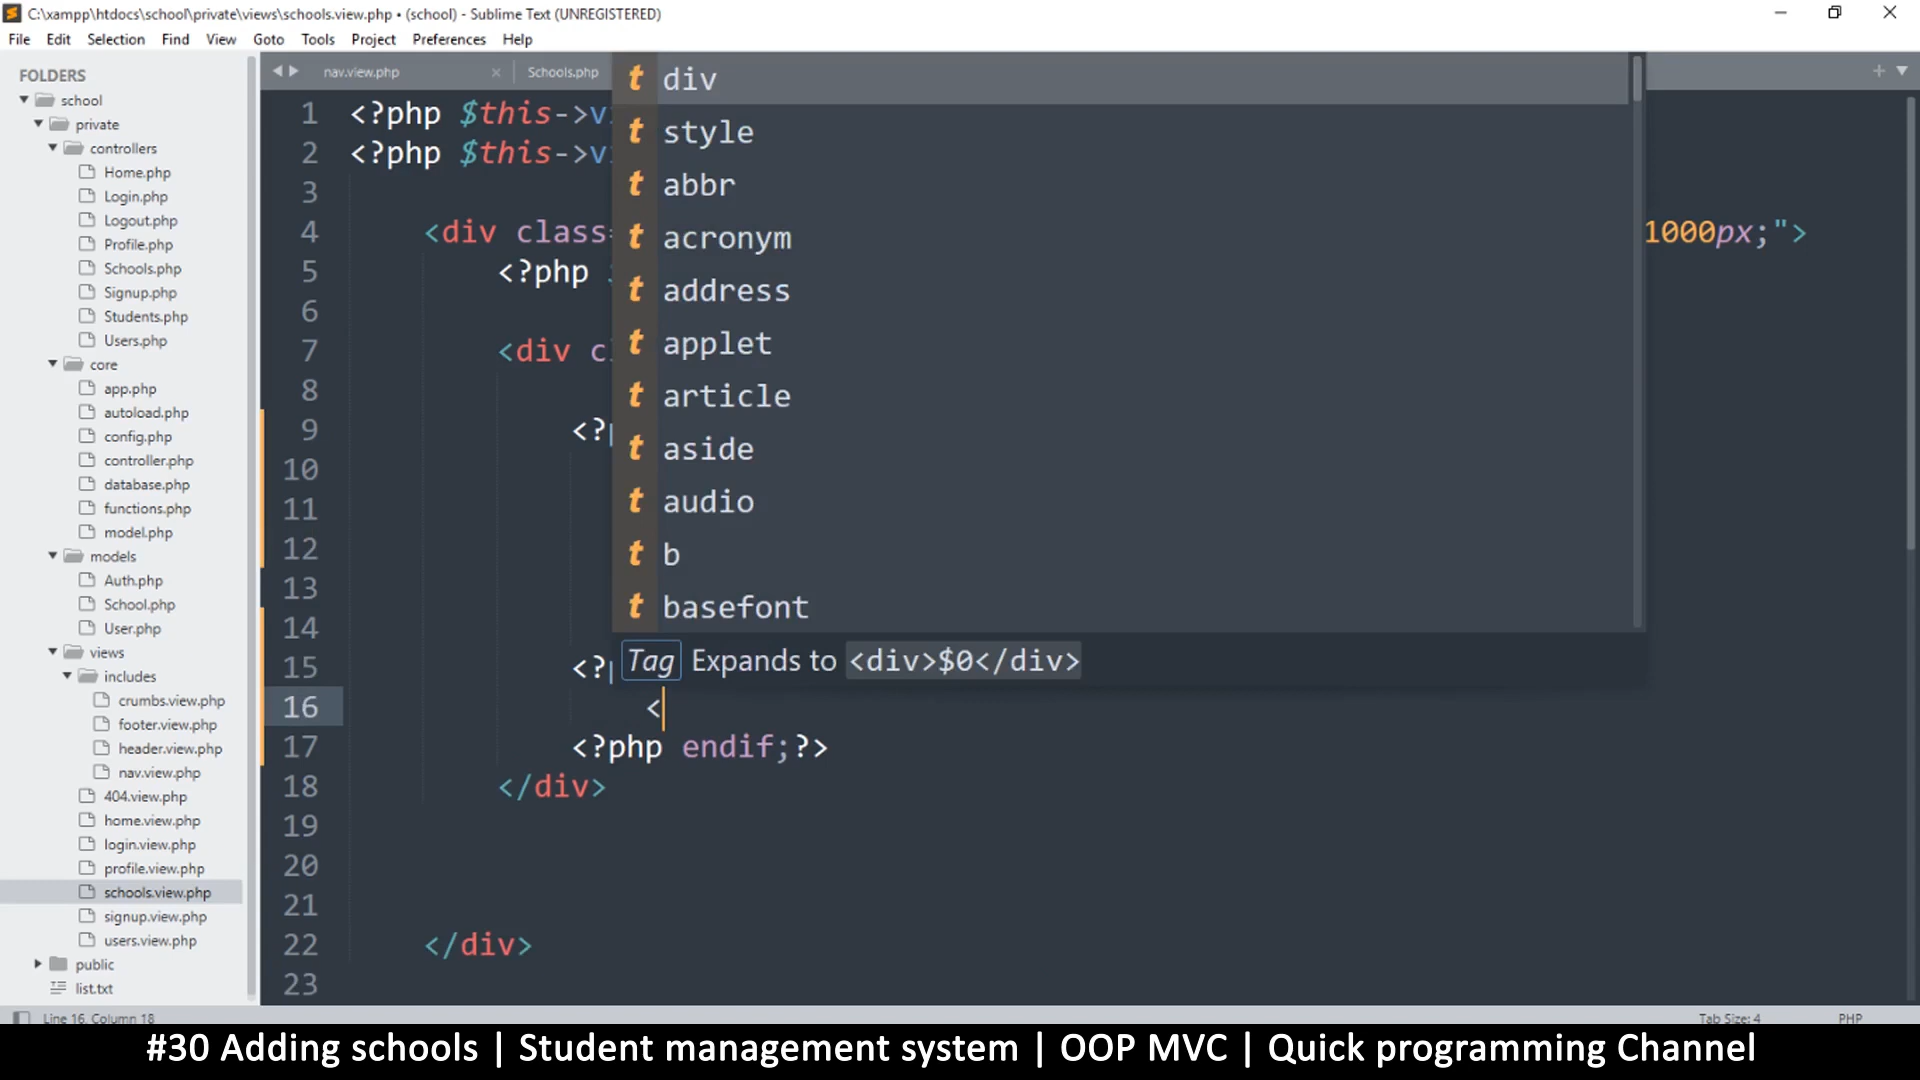 C:\xampp\htdocs\school\private\views\schools.view.php • (school) - Sublime Text (UNREGISTERED)
File Edit Selection Find View Goto Tools Project Preferences Help
FOLDERS
school
private
controllers
Home.php
Login.php
Logout.php
Profile.php
Schools.php
Signup.php
Students.php
Users.php
core
app.php
autoload.php
config.php
controller.php
database.php
functions.php
model.php
models
Auth.php
School.php
User.php
views
includes
crumbs.view.php
footer.view.php
header.view.php
nav.view.php
404.view.php
home.view.php
login.view.php
profile.view.php
schools.view.php
signup.view.php
users.view.php
public
list.txt
nav.view.php × Schools.php
1 <?php $this->v
2 <?php $this->v
3
4 <div class= 1000px;">
5 <?php
6
7 <div c
8
9 <?
10
11
12
13
14
15 <?
16 <
17 <?php endif;?>
18 </div>
19
20
21
22 </div>
23
t div
t style
t abbr
t acronym
t address
t applet
t article
t aside
t audio
t b
t basefont
Tag Expands to <div>$0</div>
Line 16, Column 18 Tab Size: 4 PHP
#30 Adding schools | Student management system | OOP MVC | Quick programming Channel